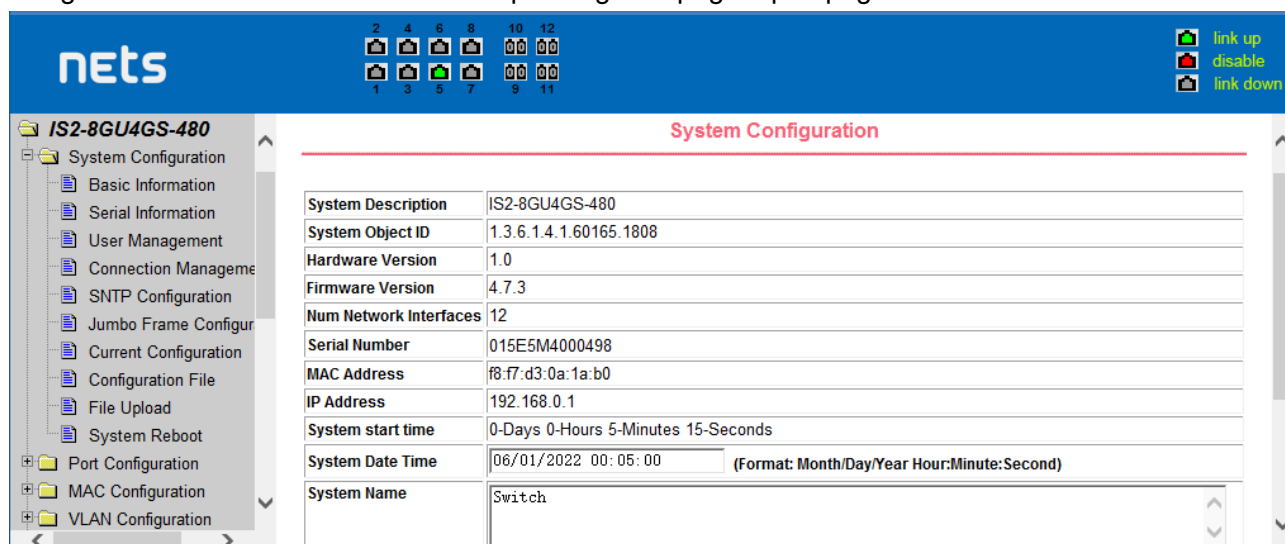 2 4 6 8 10 12
nets
1 3 5 7 9 11
link up
disable
link down
IS2-8GU4GS-480
System Configuration
Basic Information
Serial Information
User Management
Connection Manageme
SNTP Configuration
Jumbo Frame Configur
Current Configuration
Configuration File
File Upload
System Reboot
Port Configuration
MAC Configuration
VLAN Configuration
System Configuration
System Description IS2-8GU4GS-480
System Object ID 1.3.6.1.4.1.60165.1808
Hardware Version 1.0
Firmware Version 4.7.3
Num Network Interfaces 12
Serial Number 015E5M4000498
MAC Address f8:f7:d3:0a:1a:b0
IP Address 192.168.0.1
System start time 0-Days 0-Hours 5-Minutes 15-Seconds
System Date Time 06/01/2022 00:05:00 (Format: Month/Day/Year Hour:Minute:Second)
System Name Switch